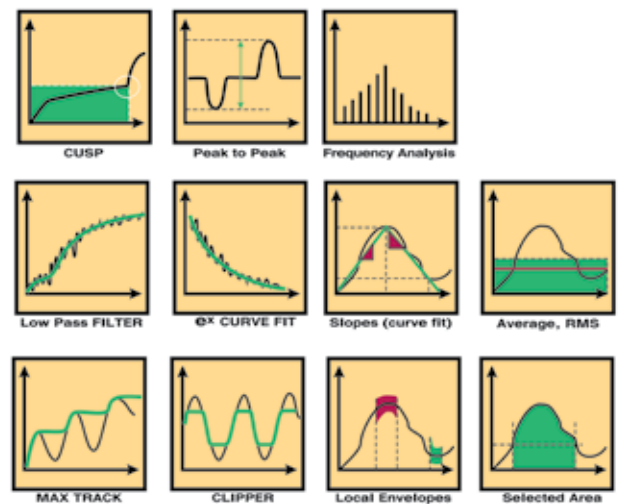 CUSP
Peak to Peak
Frequency Analysis
Low Pass FILTER
eˣ CURVE FIT
Slopes (curve fit)
Average, RMS
MAX TRACK
CLIPPER
Local Envelopes
Selected Area